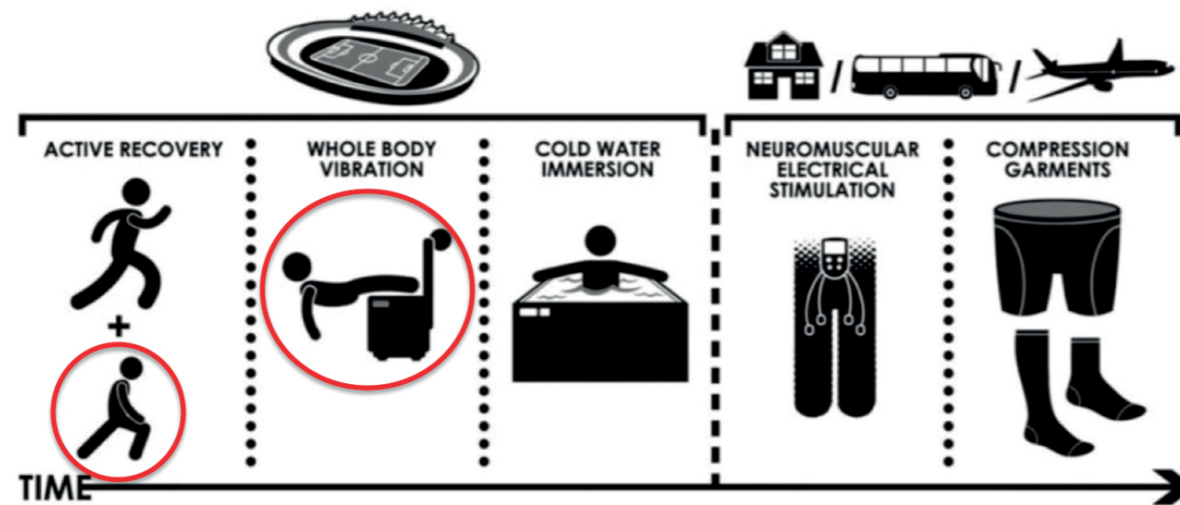 / /
ACTIVE RECOVERY
WHOLE BODY
VIBRATION
COLD WATER
IMMERSION
NEUROMUSCULAR
ELECTRICAL
STIMULATION
COMPRESSION
GARMENTS
+
TIME